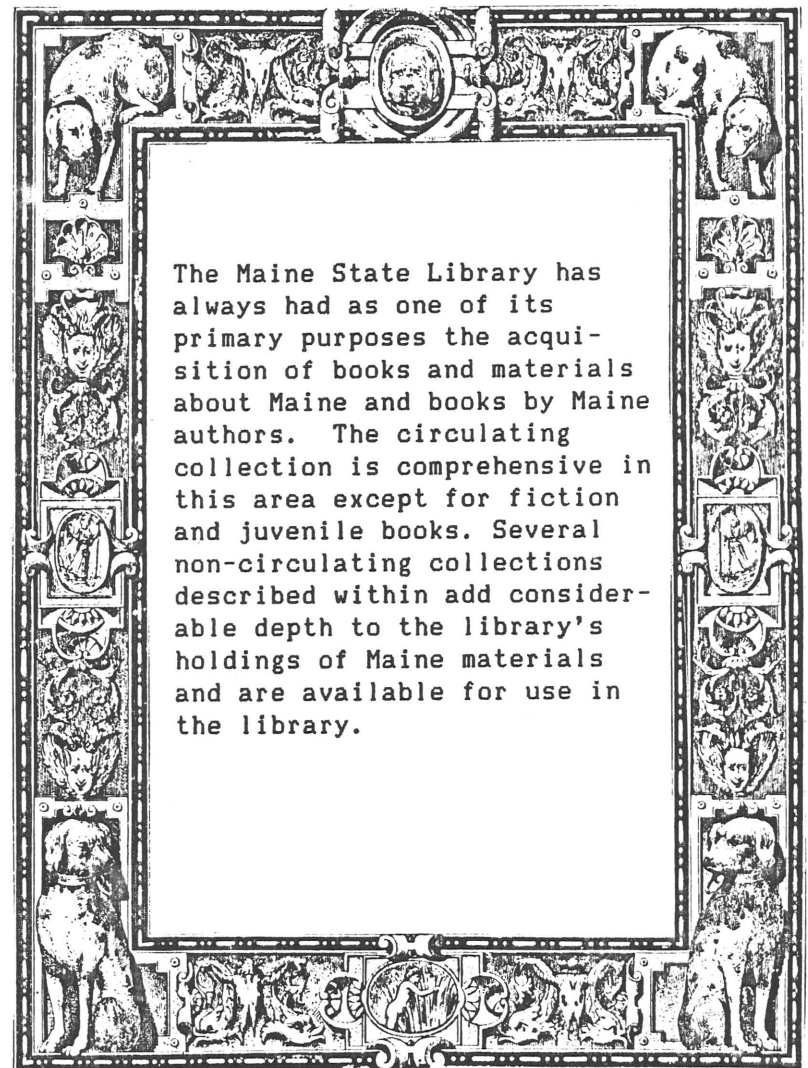 The Maine State Library has
always had as one of its
primary purposes the acqui-
sition of books and materials
about Maine and books by Maine
authors.  The circulating
collection is comprehensive in
this area except for fiction
and juvenile books. Several
non-circulating collections
described within add consider-
able depth to the library's
holdings of Maine materials
and are available for use in
the library.